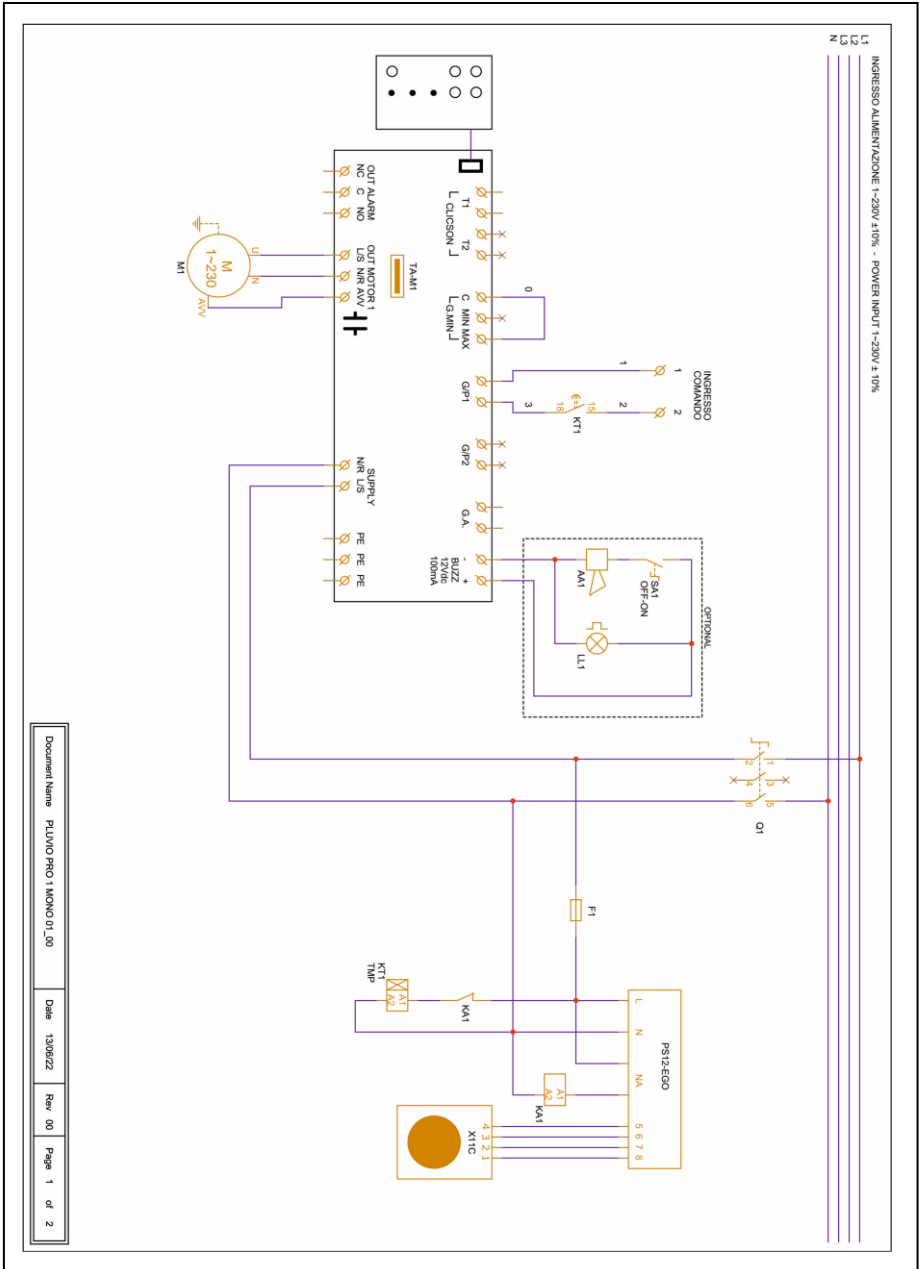 L1
L2
L3
N
INGRESSO ALIMENTAZIONE 1~230V ±10% - POWER INPUT 1~230V ± 10%
INGRESSO
COMANDO
1
2
1
2
15
18
KT1
3
0
OPTIONAL
SA1
OFF-ON
AA1
LL1
Q1
1
2
3
4
5
6
T1
CLICSON
T2
C MIN MAX
G.MIN
G/P1
G/P2
G.A.
- +
BUZZ
12Vdc
100mA
TA-M1
OUT ALARM
NC C NO
OUT MOTOR 1
L/S N/R AVV
SUPPLY
N/R L/S
PE PE PE
U
N
AVV
M
1~230
M1
F1
PS12-EGO
L
N
NA
5 6 7 8
KA1
A1
A2
KA1
A1
A2
KT1
TMP
4 3 2 1
X11C
Document Name PLUVIO PRO 1 MONO 01_00
Date 13/06/22
Rev 00
Page 1 of 2